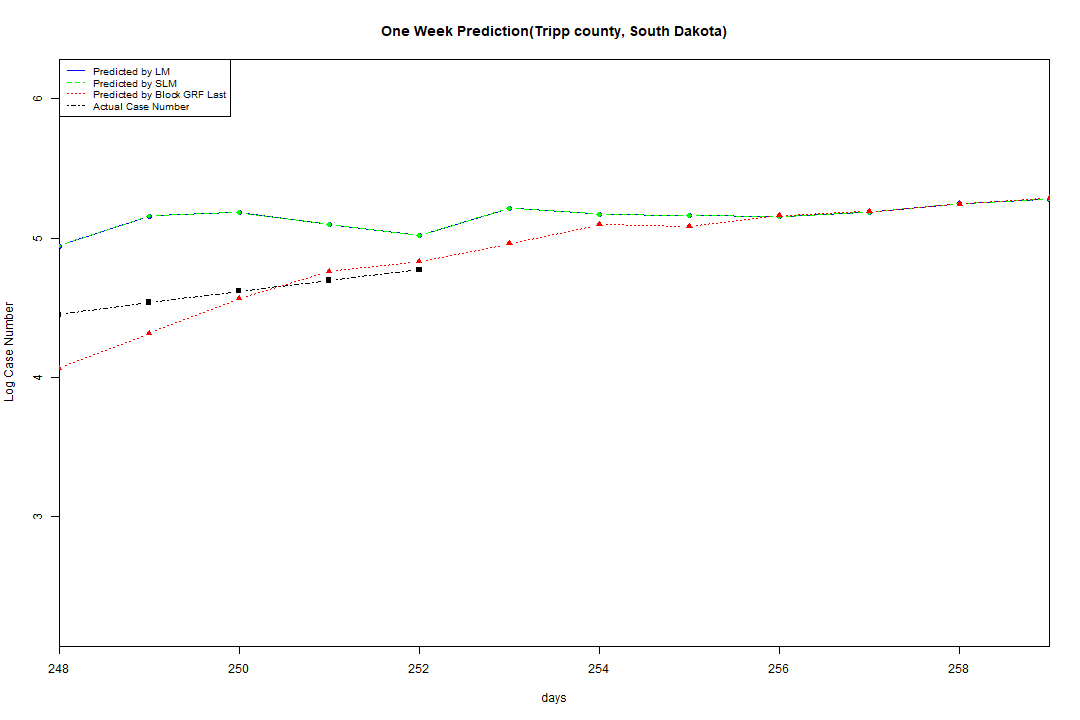 One Week Prediction(Tripp county, South Dakota)
Predicted by LM
Predicted by SLM
Predicted by Block GRF Last
Actual Case Number
6
5
4
3
Log Case Number
248 250 252 254 256 258
days